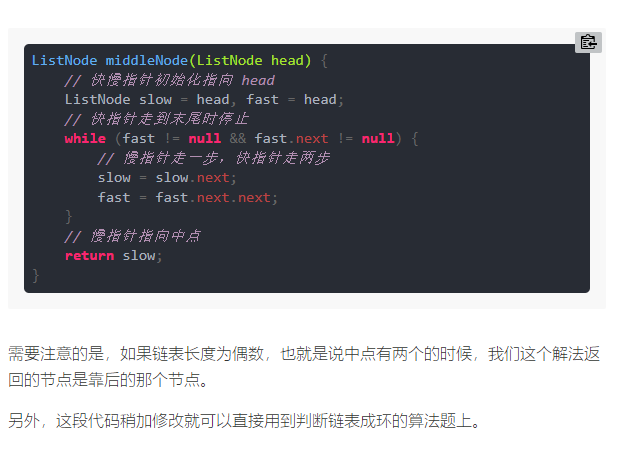 ListNode middleNode(ListNode head) {
// 快慢指针初始化指向 head
ListNode slow = head, fast = head;
// 快指针走到末尾时停止
while (fast != null && fast.next != null) {
// 慢指针走一步，快指针走两步
slow = slow.next;
fast = fast.next.next;
}
// 慢指针指向中点
return slow;
}
需要注意的是，如果链表长度为偶数，也就是说中点有两个的时候，我们这个解法返
回的节点是靠后的那个节点。
另外，这段代码稍加修改就可以直接用到判断链表成环的算法题上。